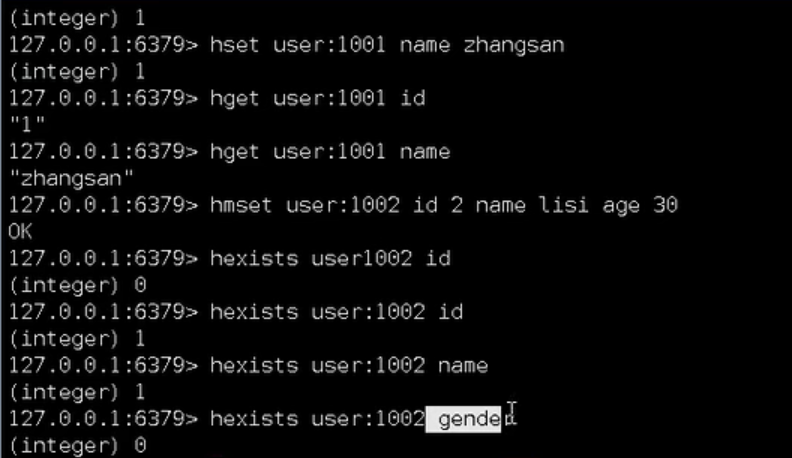 (integer) 1
127.0.0.1:6379> hset user:1001 name zhangsan
(integer) 1
127.0.0.1:6379> hget user:1001 id
"1"
127.0.0.1:6379> hget user:1001 name
"zhangsan"
127.0.0.1:6379> hmset user:1002 id 2 name lisi age 30
OK
127.0.0.1:6379> hexists user1002 id
(integer) 0
127.0.0.1:6379> hexists user:1002 id
(integer) 1
127.0.0.1:6379> hexists user:1002 name
(integer) 1
127.0.0.1:6379> hexists user:1002 gender
(integer) 0